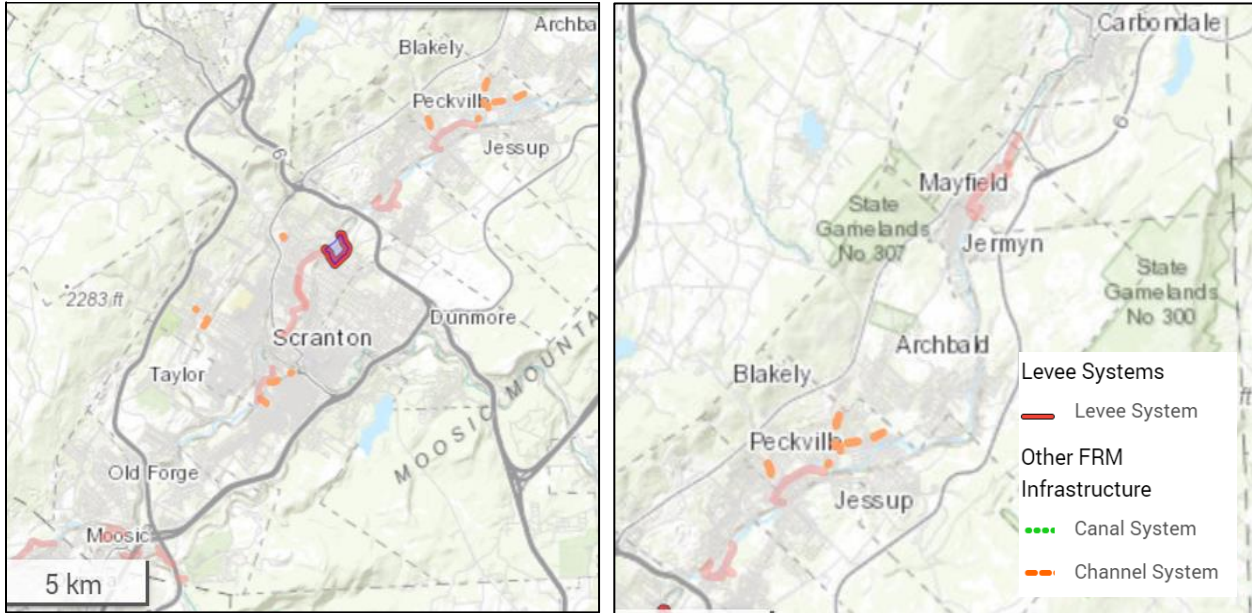 Archba
Blakely
Peckvill
Jessup
6
2283 ft
Dunmore
Scranton
Taylor
MOOSIC MOUNTA
Old Forge
Moosic
5 km
Carbondale
6
Mayfield
State
Gamelands
No 307
Jermyn
State
Gamelands
No 300
Archbald
Blakely
Peckvill
Jessup
ft
Levee Systems
Levee System
Other FRM
Infrastructure
Canal System
Channel System